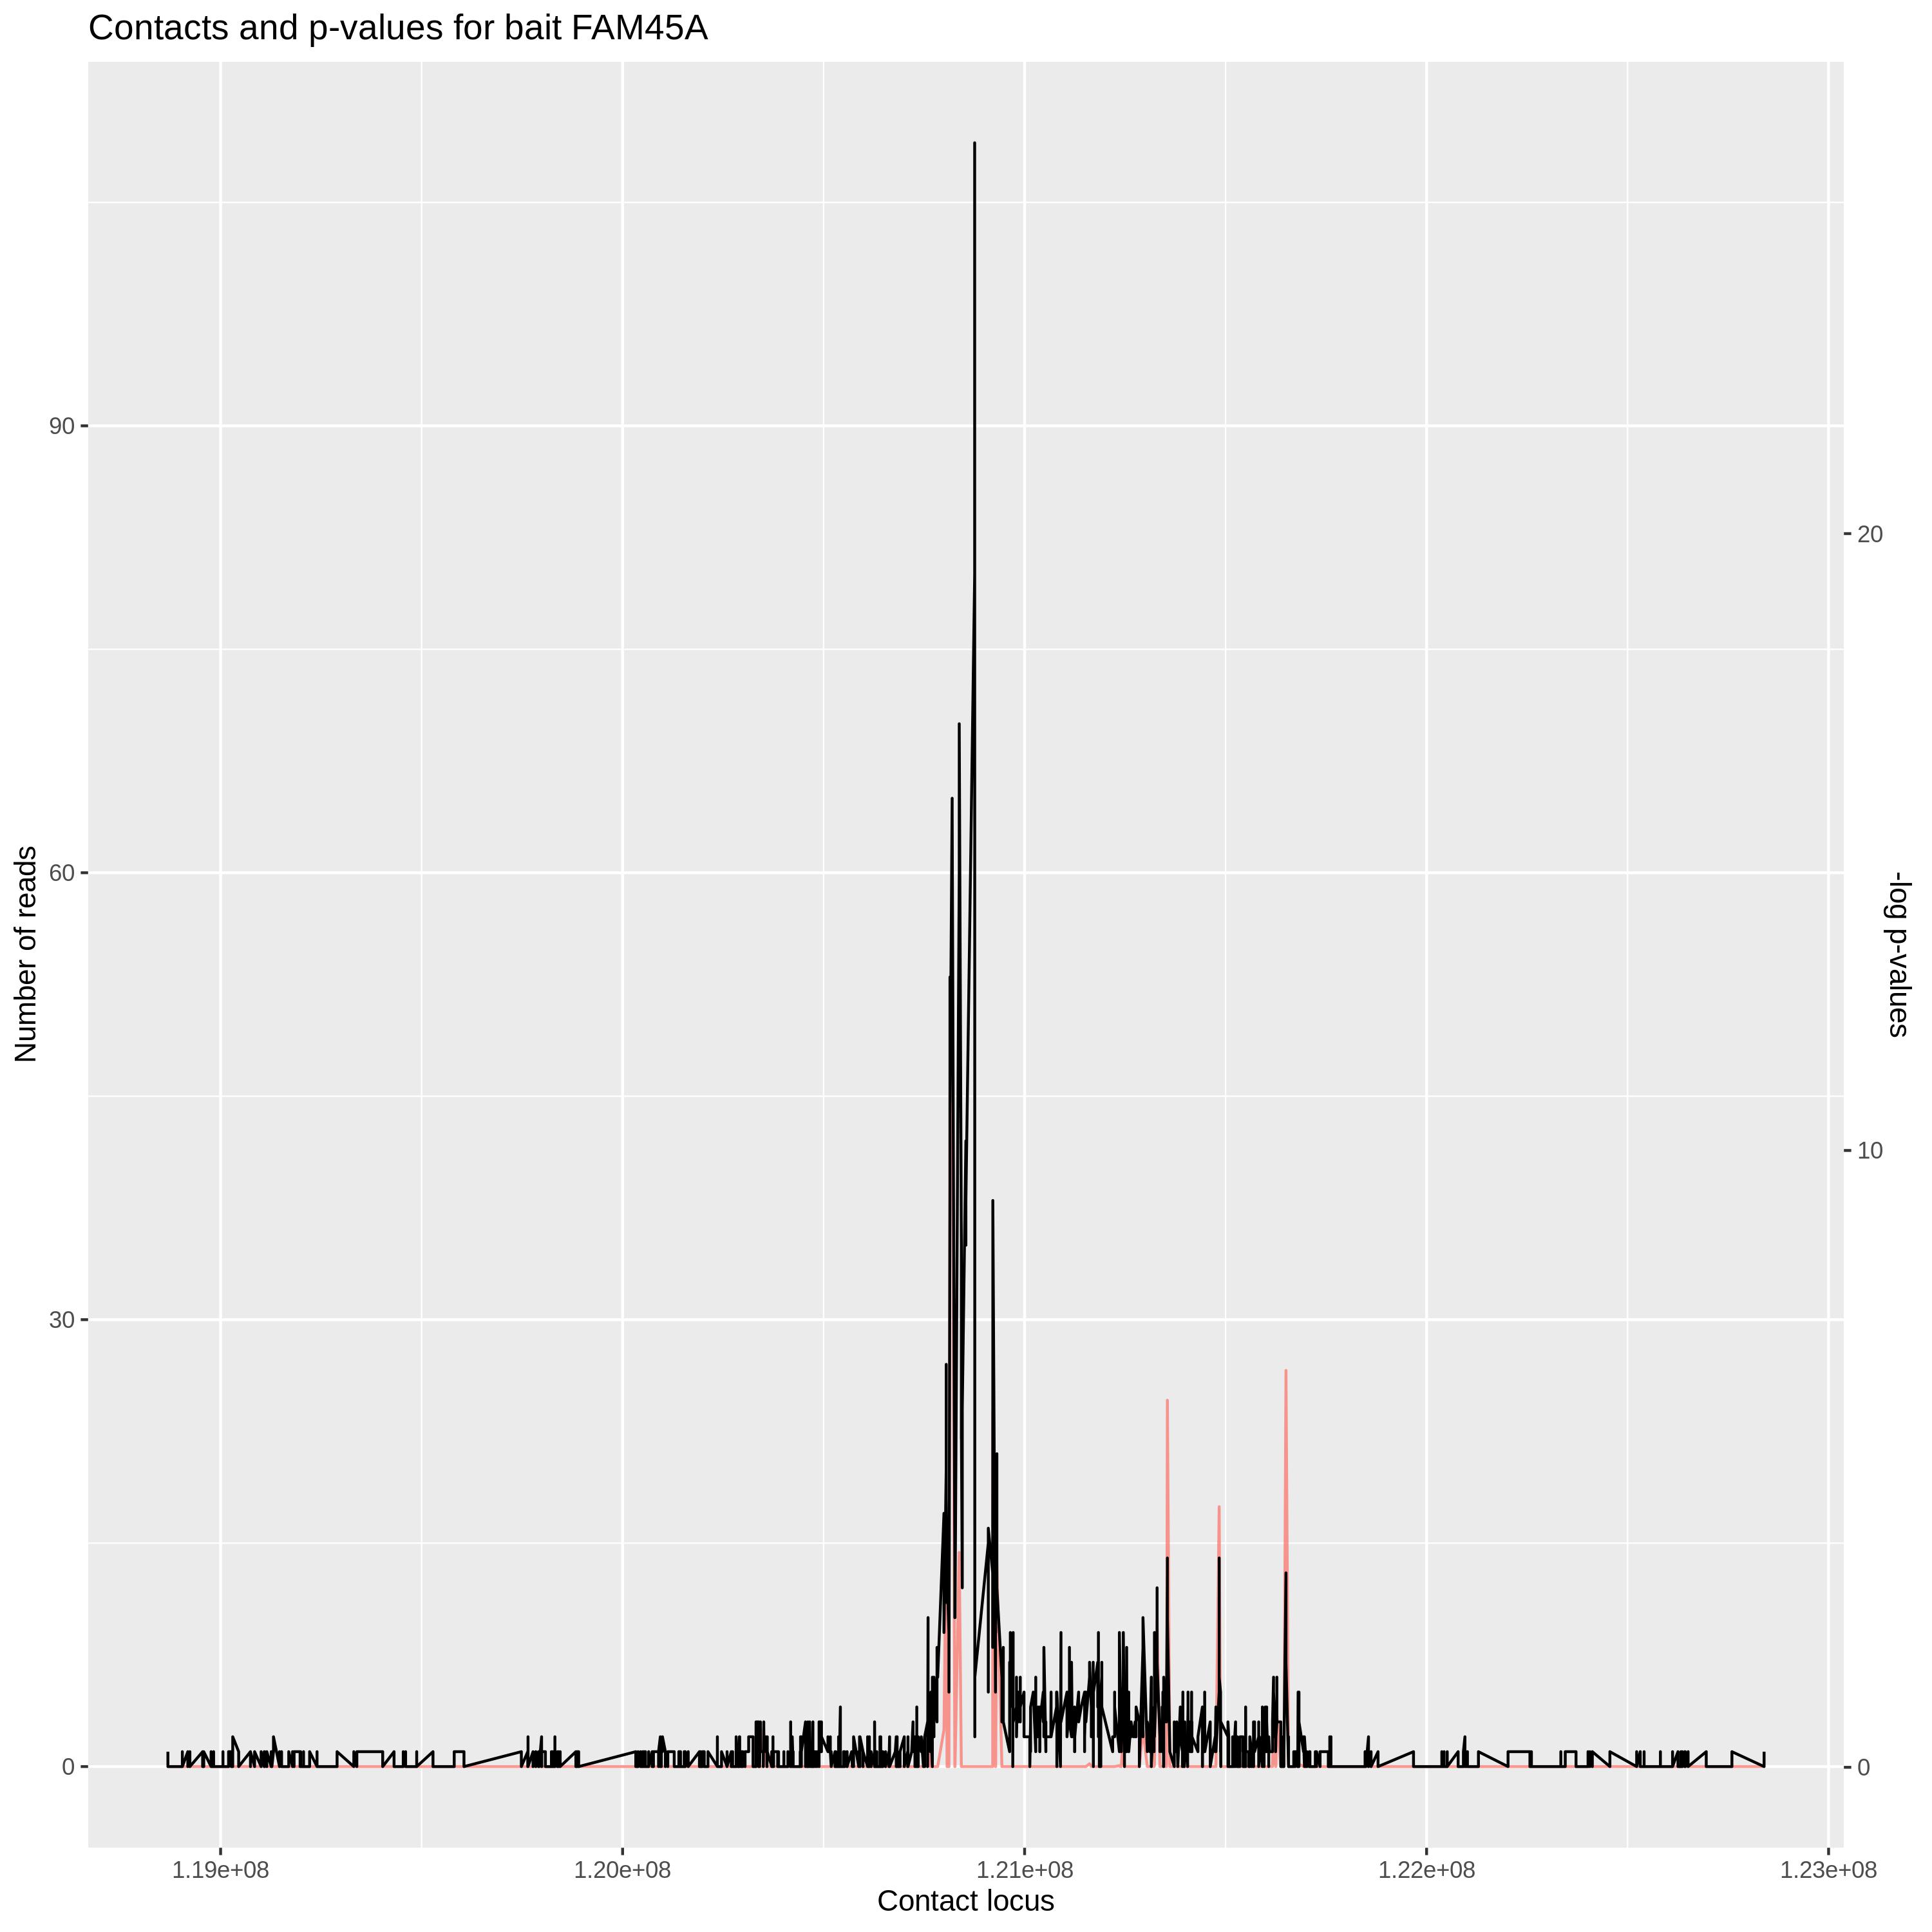 Contacts and p-values for bait FAM45A
90
60
30
0
20
10
0
Number of reads
-log p-values
1.19e+08 1.20e+08 1.21e+08 1.22e+08 1.23e+08
Contact locus